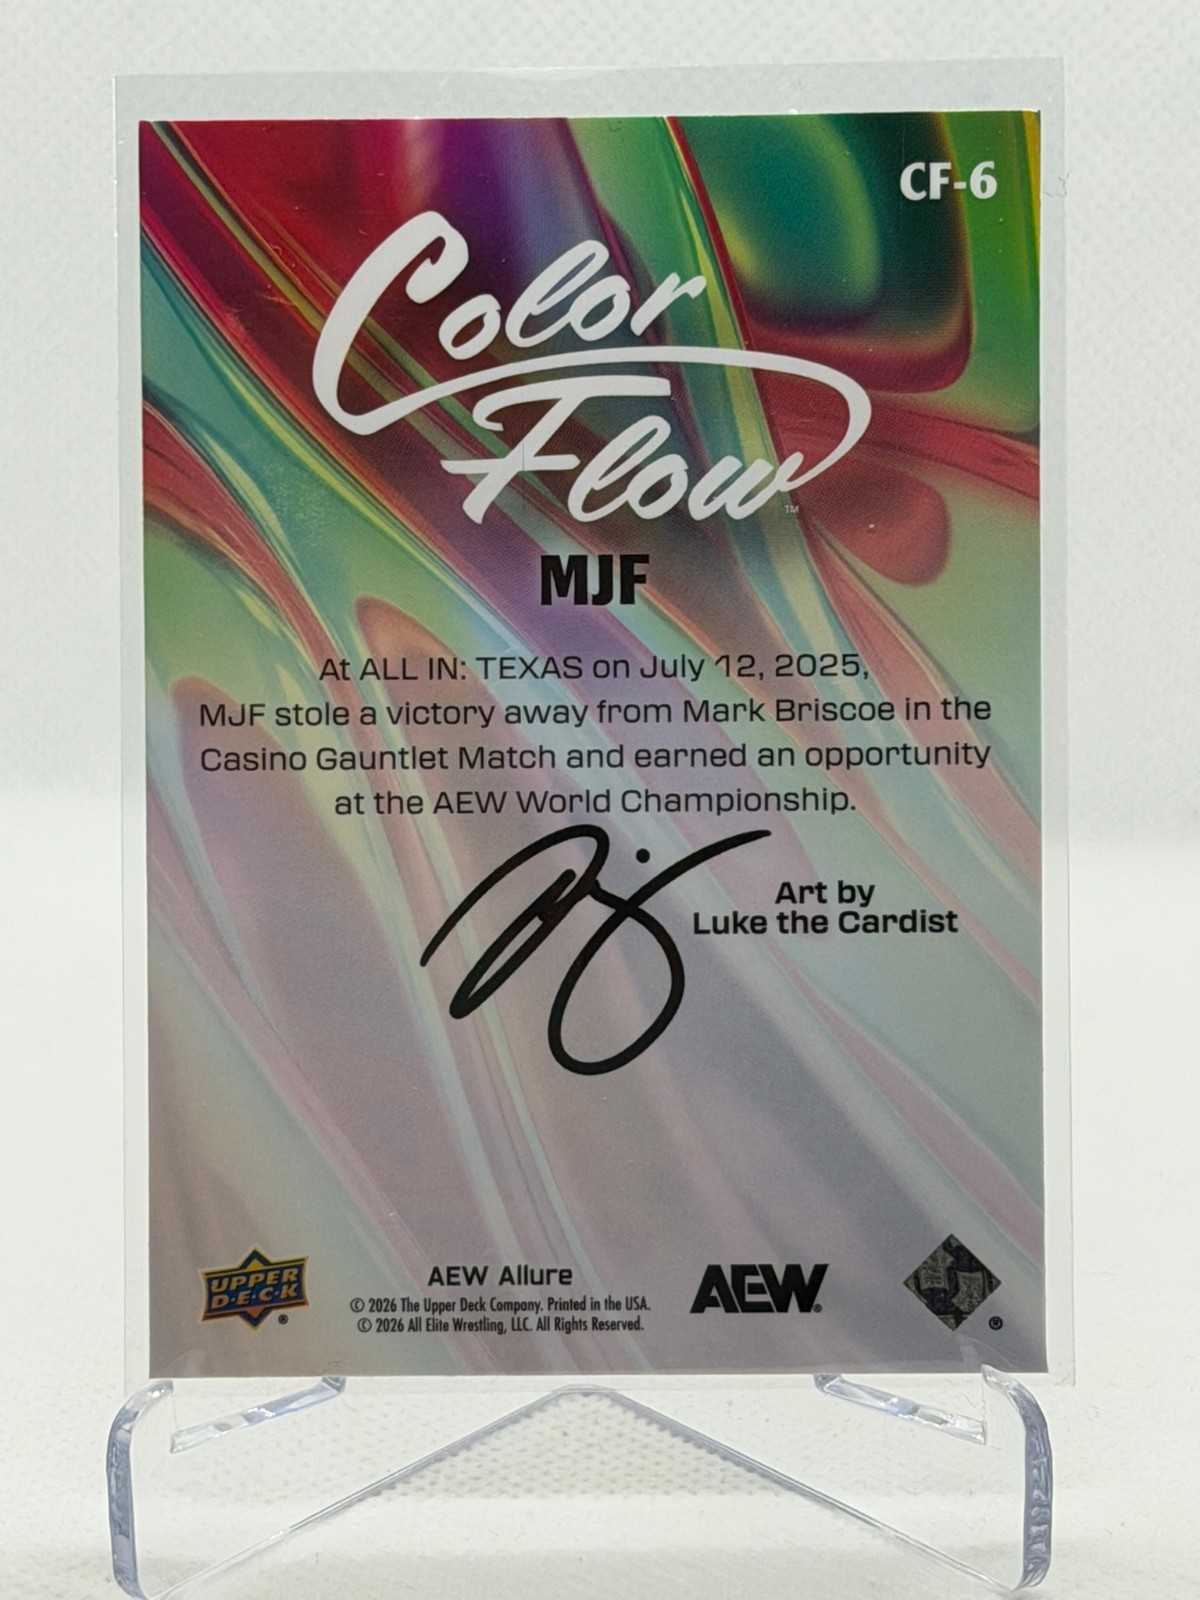 CF-6
Color
Flow™
MJF
At ALL IN: TEXAS on July 12, 2025,
MJF stole a victory away from Mark Briscoe in the
Casino Gauntlet Match and earned an opportunity
at the AEW World Championship.
Art by
Luke the Cardist
UPPER
D·E·C·K®
AEW Allure
© 2026 The Upper Deck Company. Printed in the USA.
© 2026 All Elite Wrestling, LLC. All Rights Reserved.
AEW®
®